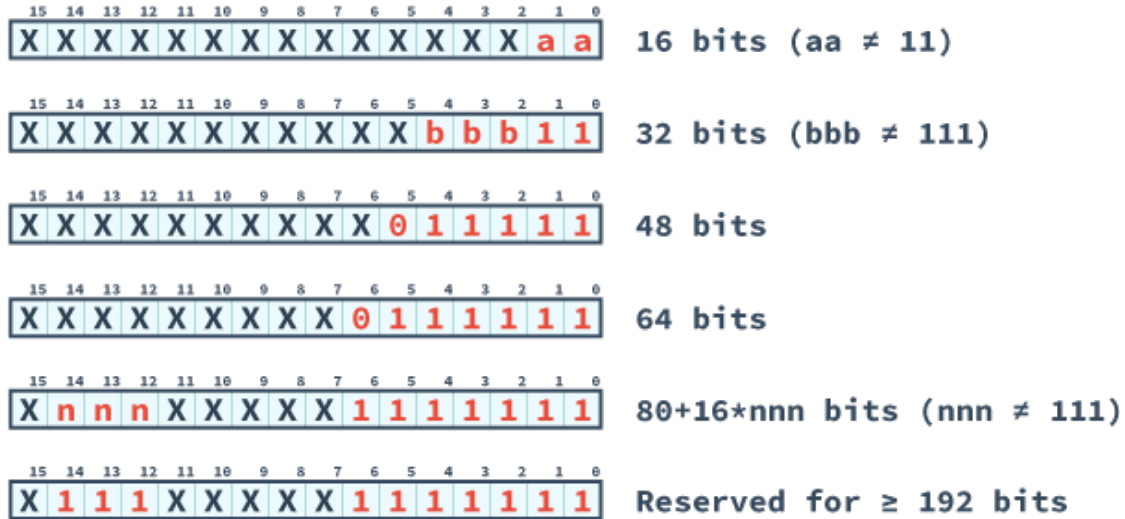 15 14 13 12 11 10 9 8 7 6 5 4 3 2 1 0
X X X X X X X X X X X X X X a a 16 bits (aa ≠ 11)
15 14 13 12 11 10 9 8 7 6 5 4 3 2 1 0
X X X X X X X X X X X b b b 1 1 32 bits (bbb ≠ 111)
15 14 13 12 11 10 9 8 7 6 5 4 3 2 1 0
X X X X X X X X X X 0 1 1 1 1 1 48 bits
15 14 13 12 11 10 9 8 7 6 5 4 3 2 1 0
X X X X X X X X X 0 1 1 1 1 1 1 64 bits
15 14 13 12 11 10 9 8 7 6 5 4 3 2 1 0
X n n n X X X X X 1 1 1 1 1 1 1 80+16*nnn bits (nnn ≠ 111)
15 14 13 12 11 10 9 8 7 6 5 4 3 2 1 0
X 1 1 1 X X X X X 1 1 1 1 1 1 1 Reserved for ≥ 192 bits